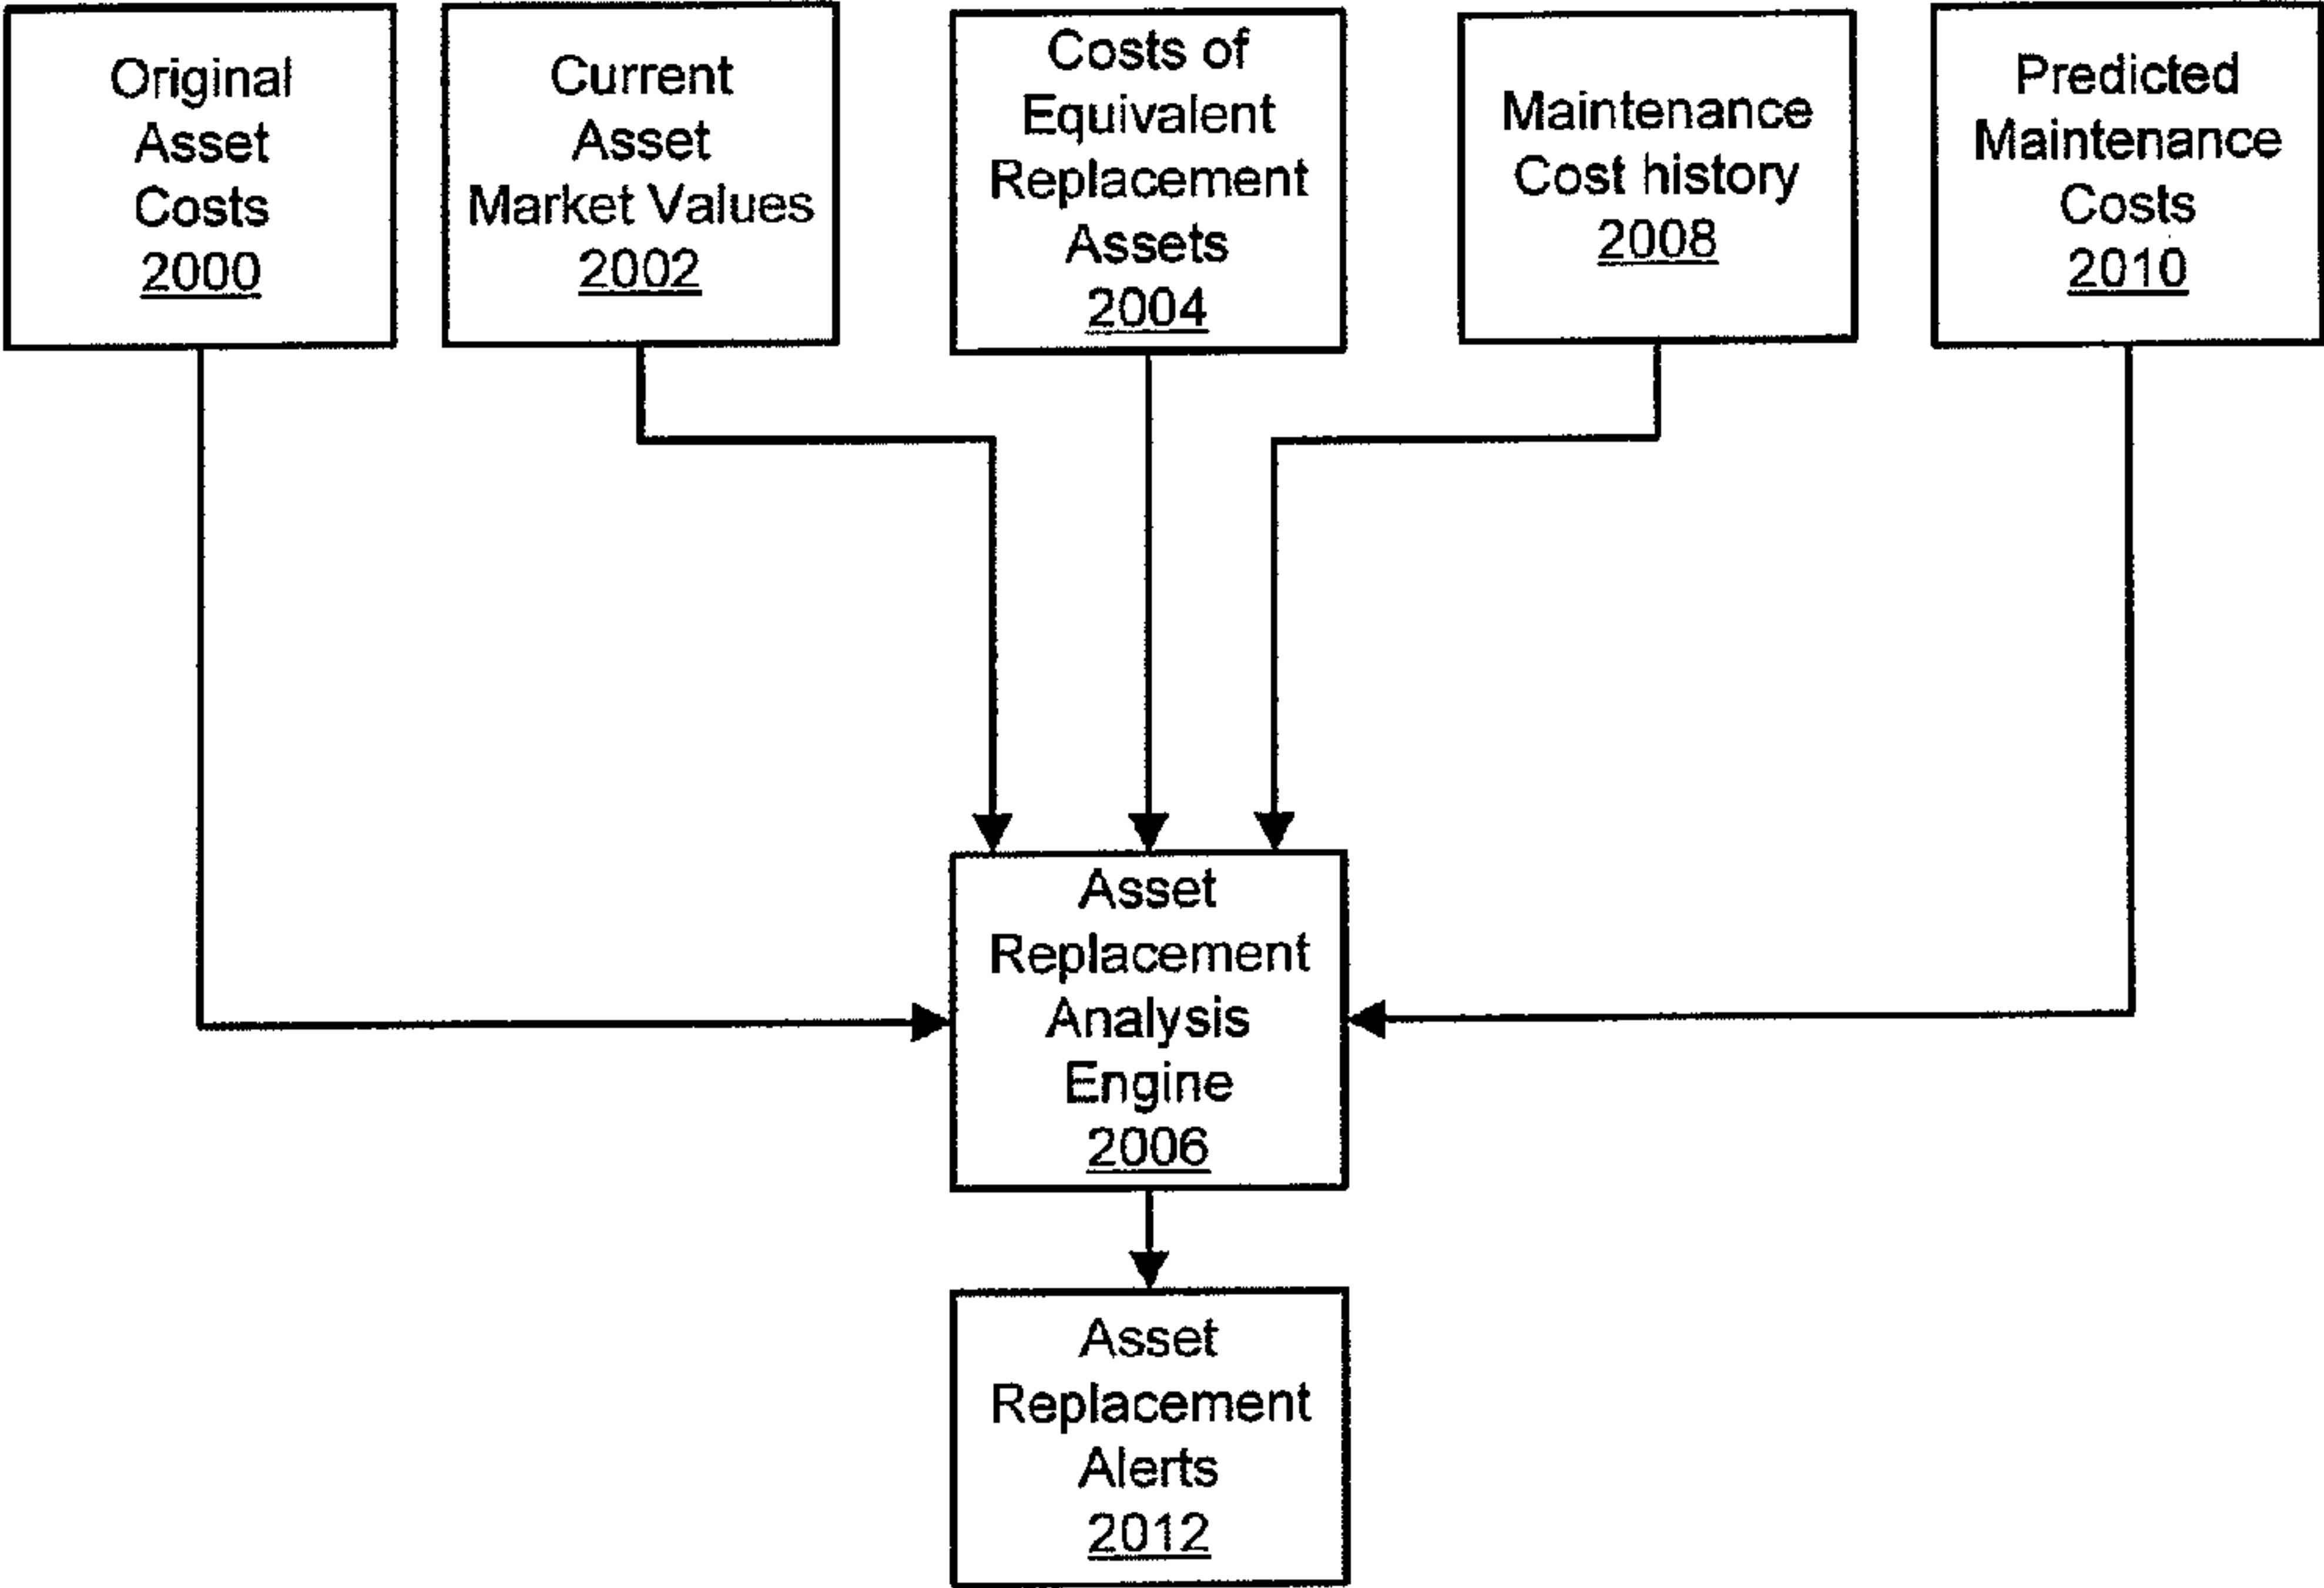 Original
Asset
Costs
2000
Current
Asset
Market Values
2002
Costs of
Equivalent
Replacement
Assets
2004
Maintenance
Cost history
2008
Predicted
Maintenance
Costs
2010
Asset
Replacement
Analysis
Engine
2006
Asset
Replacement
Alerts
2012